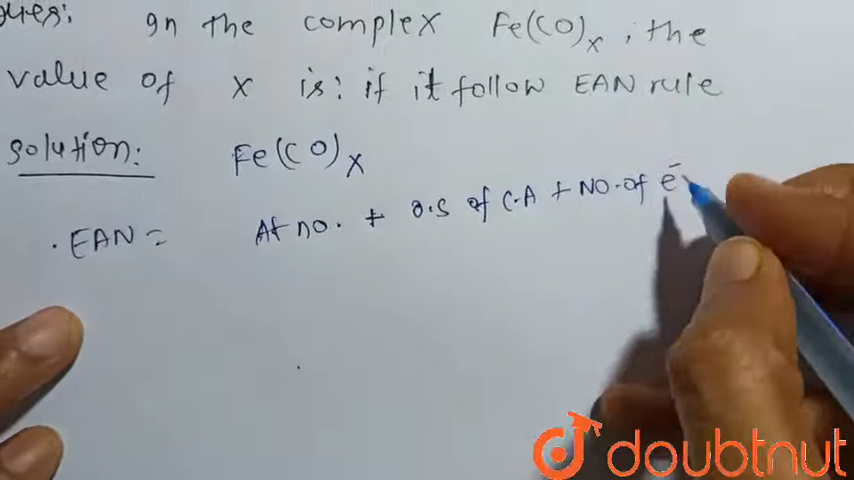 Ques: In the complex Fe(CO)x, the
value of x is: if it follow EAN rule
Solution: Fe(CO)x
. EAN = At no. + O.S of C.A + NO. of e⁻
doubtnut